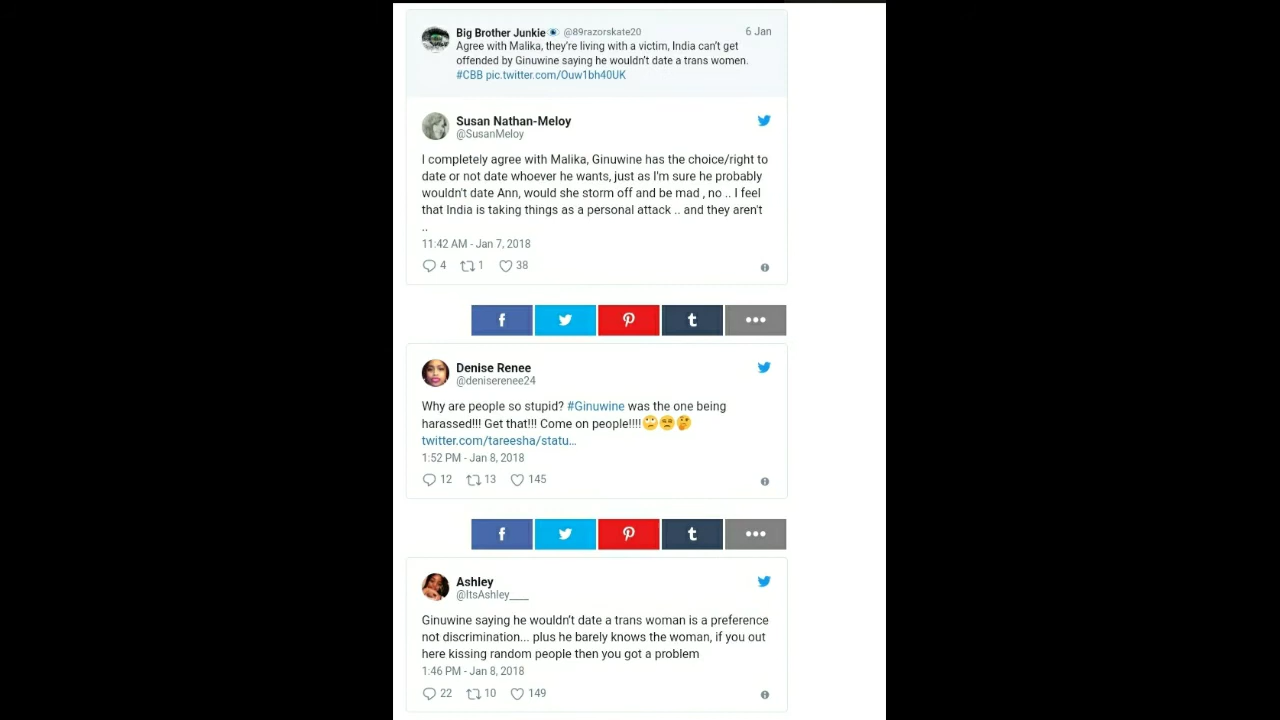 Big Brother Junkie @89razorskate20 6 Jan
Agree with Malika, they're living with a victim, India can't get
offended by Ginuwine saying he wouldn't date a trans women.
#CBB pic.twitter.com/Ouw1bh40UK
Susan Nathan-Meloy
@SusanMeloy
I completely agree with Malika, Ginuwine has the choice/right to
date or not date whoever he wants, just as I'm sure he probably
wouldn't date Ann, would she storm off and be mad , no .. I feel
that India is taking things as a personal attack .. and they aren't
..
11:42 AM - Jan 7, 2018
4 1 38
f t •••
Denise Renee
@deniserenee24
Why are people so stupid? #Ginuwine was the one being
harassed!!! Get that!!! Come on people!!!!🙄😒🤔
twitter.com/tareesha/statu...
1:52 PM - Jan 8, 2018
12 13 145
f t •••
Ashley
@ItsAshley____
Ginuwine saying he wouldn't date a trans woman is a preference
not discrimination... plus he barely knows the woman, if you out
here kissing random people then you got a problem
1:46 PM - Jan 8, 2018
22 10 149